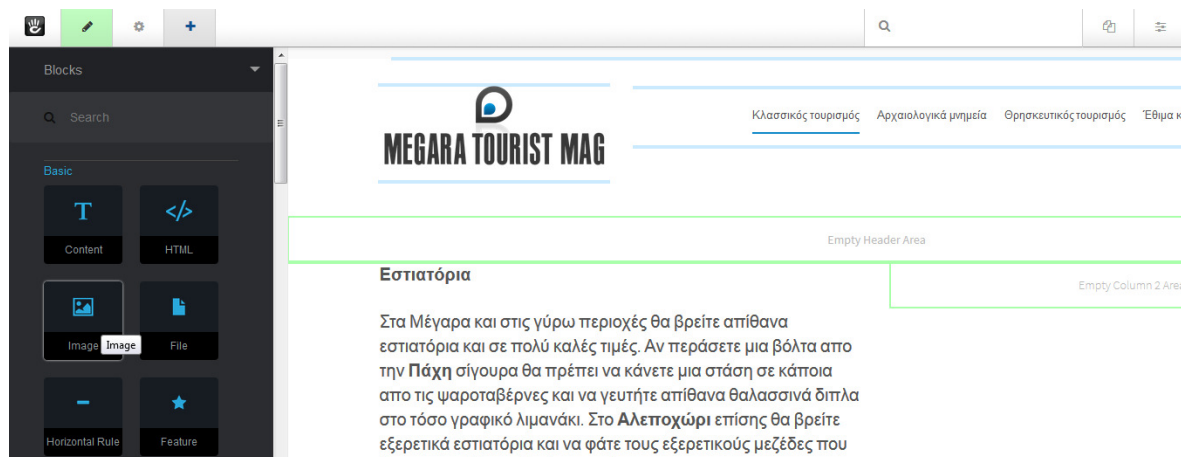 Blocks
Search
Basic
Content
HTML
Image
Image
File
Horizontal Rule
Feature
MEGARA TOURIST MAG
Κλασσικός τουρισμός Αρχαιολογικά μνημεία Θρησκευτικός τουρισμός Έθιμα κ
Empty Header Area
Empty Column 2 Area
Εστιατόρια
Στα Μέγαρα και στις γύρω περιοχές θα βρείτε απίθανα
εστιατόρια και σε πολύ καλές τιμές. Αν περάσετε μια βόλτα απο
την Πάχη σίγουρα θα πρέπει να κάνετε μια στάση σε κάποια
απο τις ψαροταβέρνες και να γευτήτε απίθανα θαλασσινά διπλα
στο τόσο γραφικό λιμανάκι. Στο Αλεποχώρι επίσης θα βρείτε
εξερετικά εστιατόρια και να φάτε τους εξερετικούς μεζέδες που